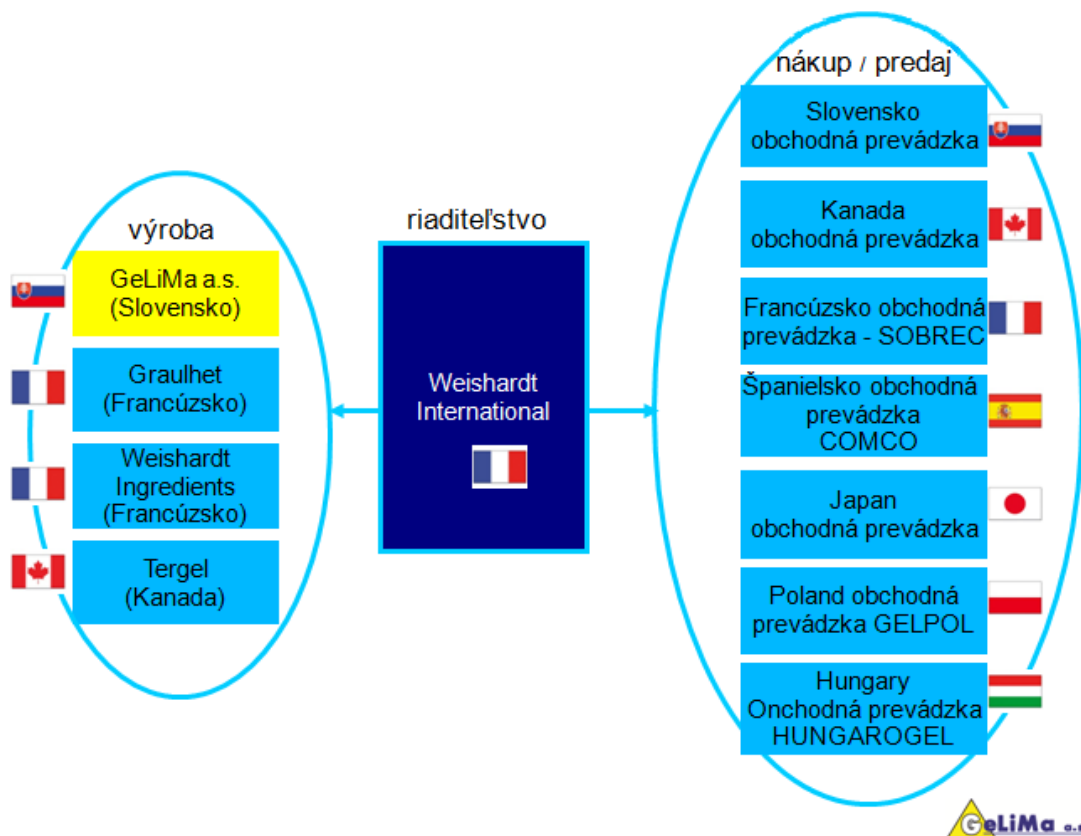 výroba
GeLiMa a.s.
(Slovensko)
Graulhet
(Francúzsko)
Weishardt
Ingredients
(Francúzsko)
Tergel
(Kanada)
riaditeľstvo
Weishardt
International
nákup / predaj
Slovensko
obchodná prevádzka
Kanada
obchodná prevádzka
Francúzsko obchodná
prevádzka - SOBREC
Španielsko obchodná
prevádzka
COMCO
Japan
obchodná prevádzka
Poland obchodná
prevádzka GELPOL
Hungary
Onchodná prevádzka
HUNGAROGEL
GeLiMa a.s